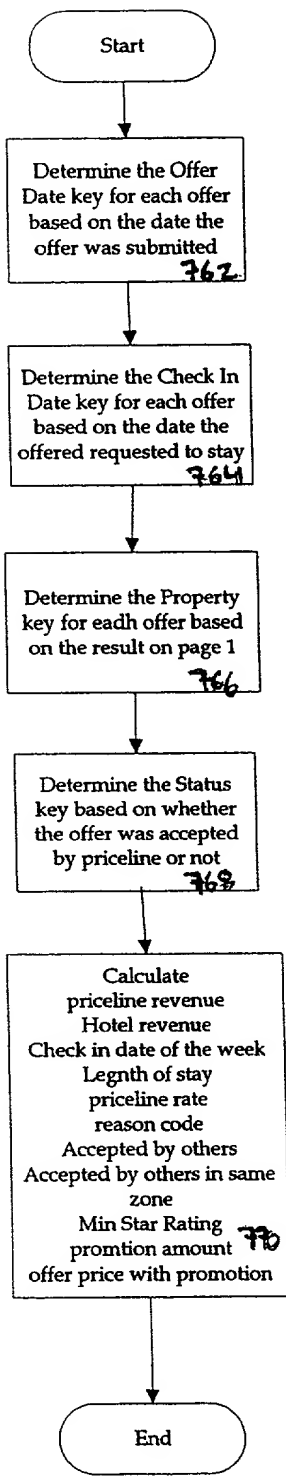 Start
Determine the Offer
Date key for each offer
based on the date the
offer was submitted
762
Determine the Check In
Date key for each offer
based on the date the
offered requested to stay
764
Determine the Property
key for eadh offer based
on the result on page 1
766
Determine the Status
key based on whether
the offer was accepted
by priceline or not
768
Calculate
priceline revenue
Hotel revenue
Check in date of the week
Legnth of stay
priceline rate
reason code
Accepted by others
Accepted by others in same
zone
Min Star Rating
promtion amount 770
offer price with promotion
End